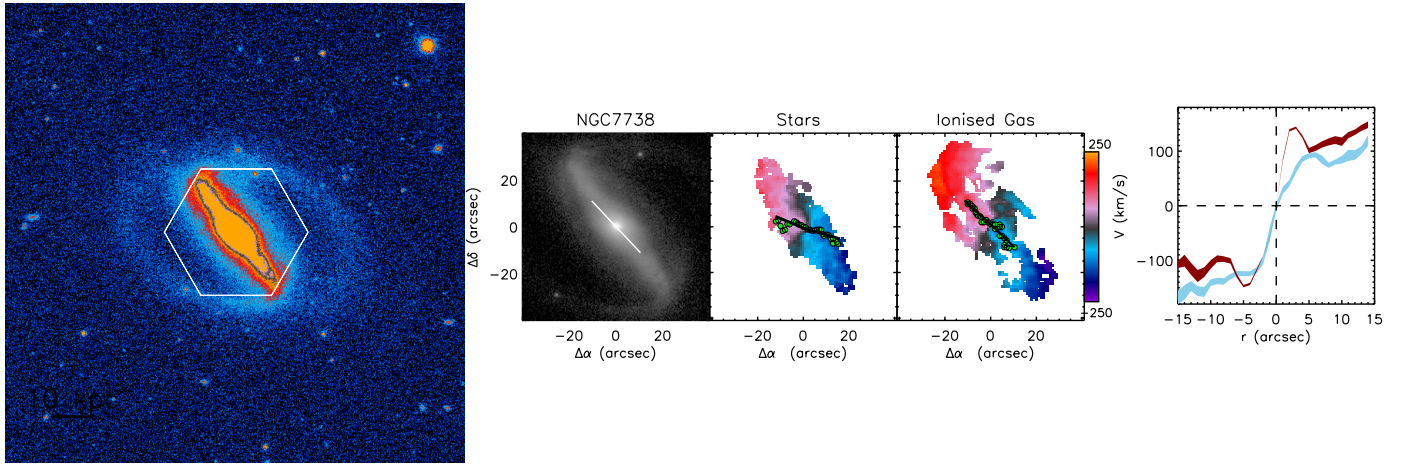 10 kpc
NGC7738
Stars
Ionised Gas
Δδ (arcsec)
20
0
−20
−20 0 20
Δα (arcsec)
−20 0 20
Δα (arcsec)
−20 0 20
Δα (arcsec)
250
−250
V (km/s)
100
0
−100
−15 −10 −5 0 5 10 15
r (arcsec)